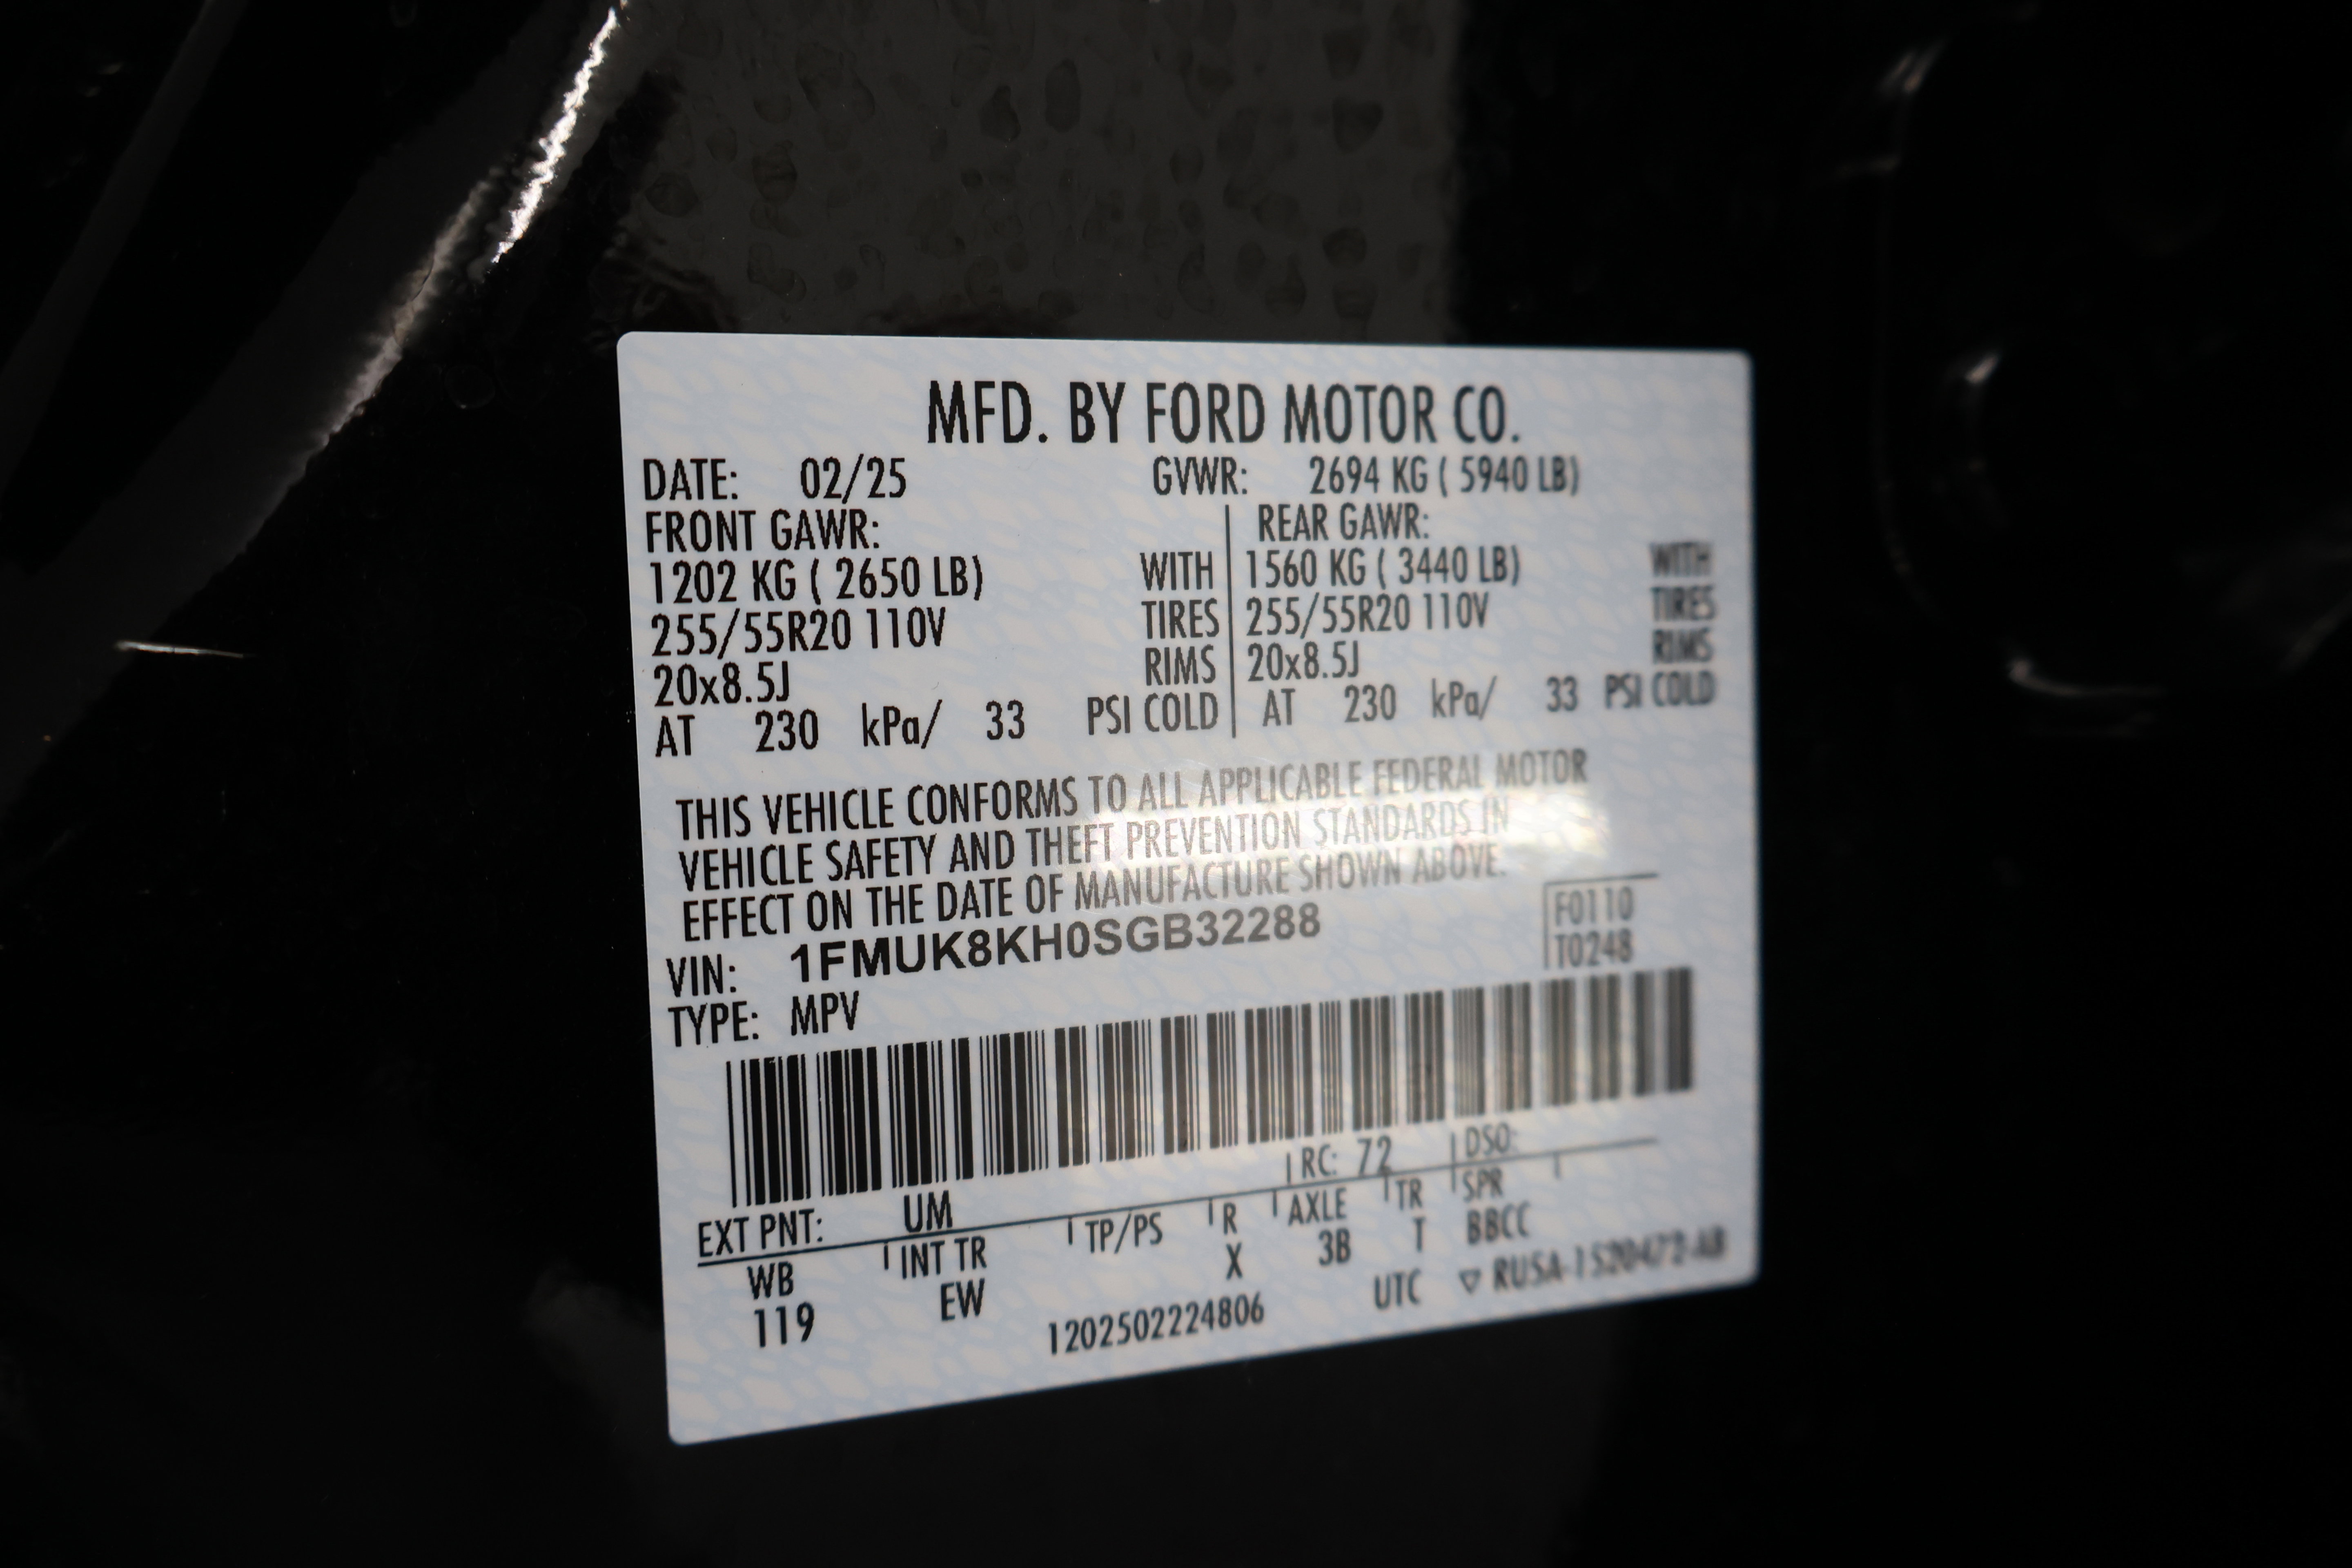 MFD. BY FORD MOTOR CO.
DATE: 02/25 GVWR: 2694 KG ( 5940 LB)
FRONT GAWR: REAR GAWR:
1202 KG ( 2650 LB) WITH 1560 KG ( 3440 LB) WITH
255/55R20 110V TIRES 255/55R20 110V TIRES
20x8.5J RIMS 20x8.5J RIMS
AT 230 kPa/ 33 PSI COLD AT 230 kPa/ 33 PSI COLD
THIS VEHICLE CONFORMS TO ALL APPLICABLE FEDERAL MOTOR
VEHICLE SAFETY AND THEFT PREVENTION STANDARDS IN
EFFECT ON THE DATE OF MANUFACTURE SHOWN ABOVE.
VIN: 1FMUK8KH0SGB32288 F0110
TYPE: MPV T0248
RC: 72 DSO:
EXT PNT: UM
WB INT TR TP/PS R AXLE TR SPR
119 EW X 3B T BBCC
1202502224806 UTC ▽ RUSA-1520472-AB